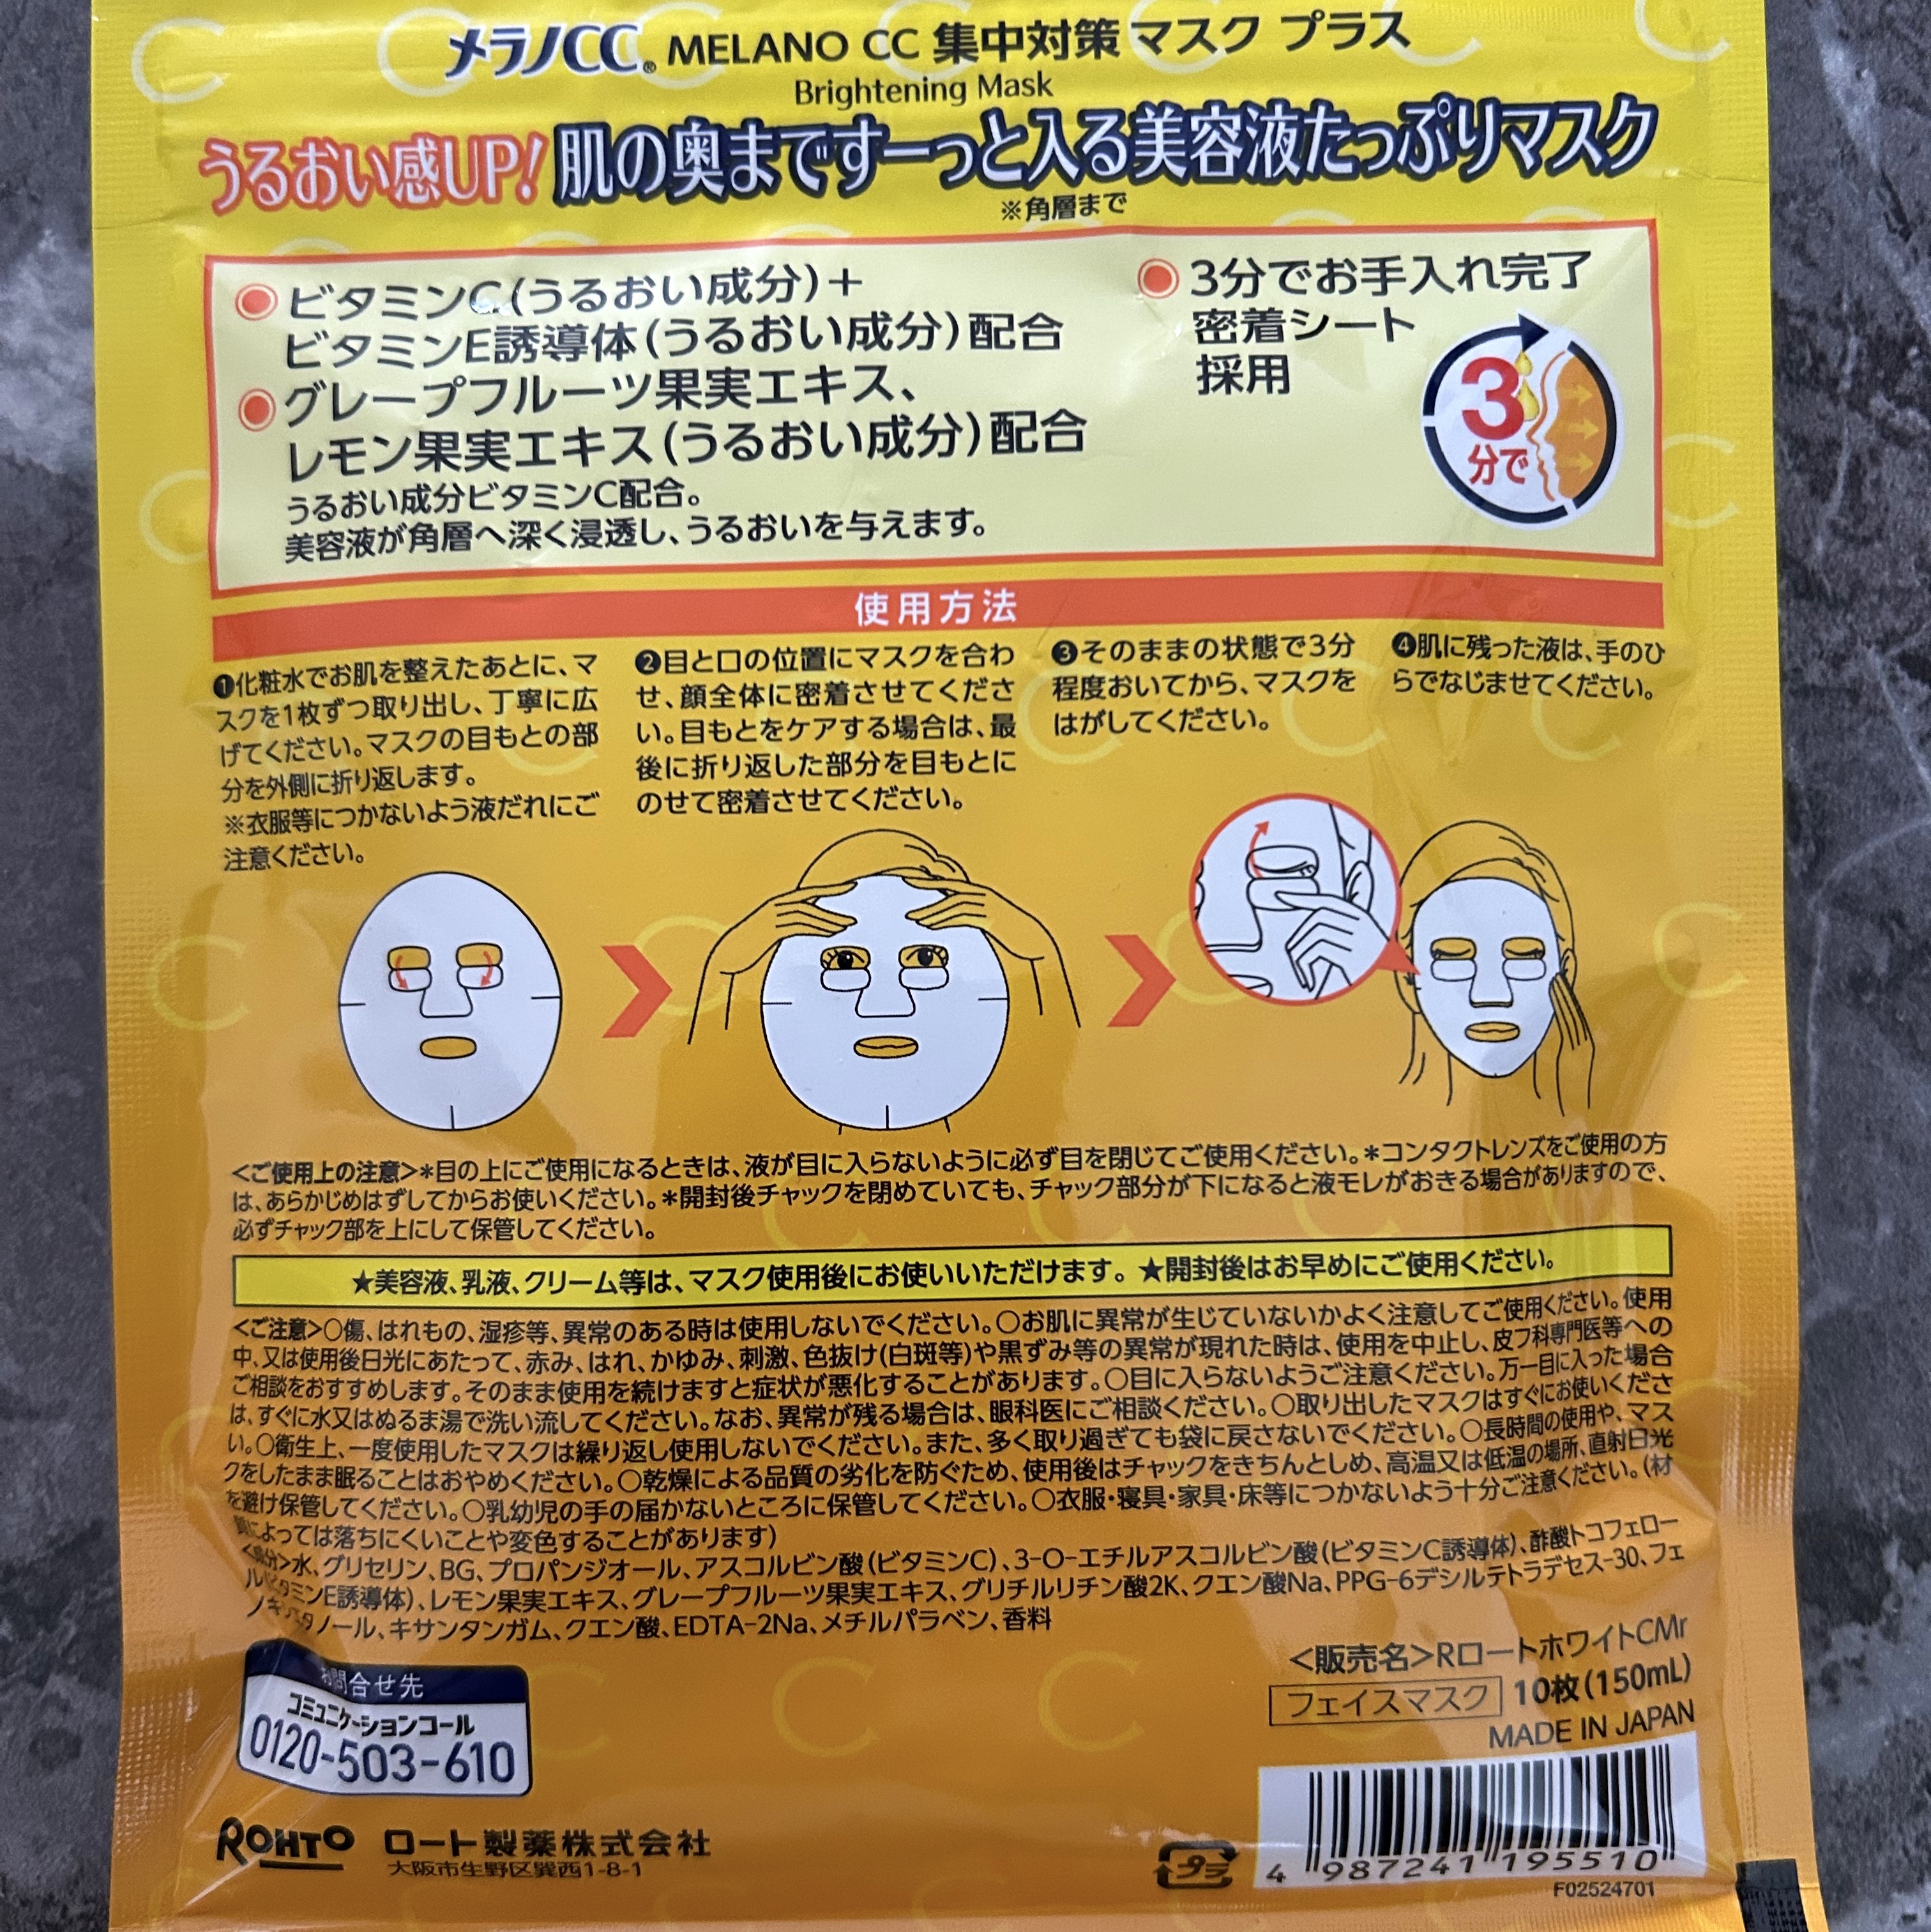 メラノCC® MELANO CC 集中対策 マスク プラス
Brightening Mask
うるおい感UP!肌の奥まですーっと入る美容液たっぷりマスク
※角層まで
ビタミンC(うるおい成分)+
ビタミンE誘導体(うるおい成分)配合
グレープフルーツ果実エキス、
レモン果実エキス(うるおい成分)配合
うるおい成分ビタミンC配合。
美容液が角層へ深く浸透し、うるおいを与えます。
3分でお手入れ完了
密着シート
採用
3
分で
使用方法
❶化粧水でお肌を整えたあとに、マ
スクを1枚ずつ取り出し、丁寧に広
げてください。マスクの目もとの部
分を外側に折り返します。
※衣服等につかないよう液だれにご
注意ください。
❷目と口の位置にマスクを合わ
せ、顔全体に密着させてくださ
い。目もとをケアする場合は、最
後に折り返した部分を目もとに
のせて密着させてください。
❸そのままの状態で3分
程度おいてから、マスクを
はがしてください。
❹肌に残った液は、手のひ
らでなじませてください。
<ご使用上の注意>*目の上にご使用になるときは、液が目に入らないように必ず目を閉じてご使用ください。*コンタクトレンズをご使用の方
は、あらかじめはずしてからお使いください。*開封後チャックを閉めていても、チャック部分が下になると液モレがおきる場合がありますので、
必ずチャック部を上にして保管してください。
★美容液、乳液、クリーム等は、マスク使用後にお使いいただけます。★開封後はお早めにご使用ください。
<ご注意>○傷、はれもの、湿疹等、異常のある時は使用しないでください。○お肌に異常が生じていないかよく注意してご使用ください。使用
中、又は使用後日光にあたって、赤み、はれ、かゆみ、刺激、色抜け(白斑等)や黒ずみ等の異常が現れた時は、使用を中止し、皮フ科専門医等への
ご相談をおすすめします。そのまま使用を続けますと症状が悪化することがあります。○目に入らないようご注意ください。万一目に入った場合
は、すぐに水又はぬるま湯で洗い流してください。なお、異常が残る場合は、眼科医にご相談ください。○取り出したマスクはすぐにお使いくださ
い。○衛生上、一度使用したマスクは繰り返し使用しないでください。また、多く取り過ぎても袋に戻さないでください。○長時間の使用や、マス
クをしたまま眠ることはおやめください。○乾燥による品質の劣化を防ぐため、使用後はチャックをきちんとしめ、高温又は低温の場所、直射日光
を避け保管してください。○乳幼児の手の届かないところに保管してください。○衣服・寝具・家具・床等につかないよう十分ご注意ください。(材
質によっては落ちにくいことや変色することがあります)
<成分>水、グリセリン、BG、プロパンジオール、アスコルビン酸(ビタミンC)、3-O-エチルアスコルビン酸(ビタミンC誘導体)、酢酸トコフェロー
ル(ビタミンE誘導体)、レモン果実エキス、グレープフルーツ果実エキス、グリチルリチン酸2K、クエン酸Na、PPG-6デシルテトラデセス-30、フェ
ノキシエタノール、キサンタンガム、クエン酸、EDTA-2Na、メチルパラベン、香料
お問合せ先
コミュニケーションコール
0120-503-610
<販売名>RロートホワイトCMr
フェイスマスク 10枚(150mL)
MADE IN JAPAN
ROHTO ロート製薬株式会社
大阪市生野区巽西1-8-1
プラ
4 987241 195510
F02524701